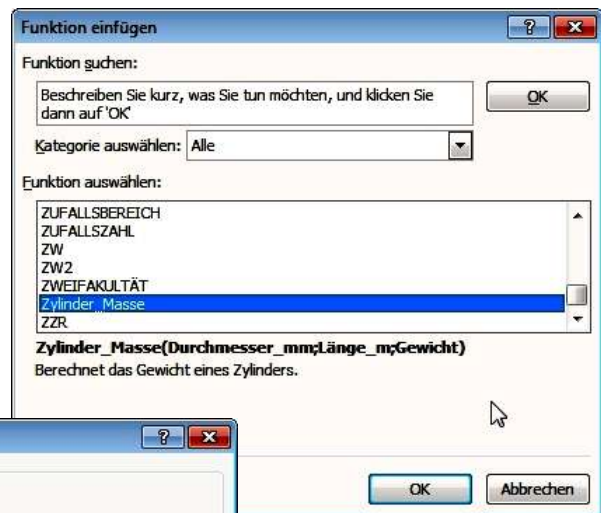 Funktion einfügen
Funktion suchen:
Beschreiben Sie kurz, was Sie tun möchten, und klicken Sie
dann auf 'OK'
OK
Kategorie auswählen: Alle
Funktion auswählen:
ZUFALLSBEREICH
ZUFALLSZAHL
ZW
ZW2
ZWEIFAKULTÄT
Zylinder_Masse
ZZR
Zylinder_Masse(Durchmesser_mm;Länge_m;Gewicht)
Berechnet das Gewicht eines Zylinders.
OK
Abbrechen